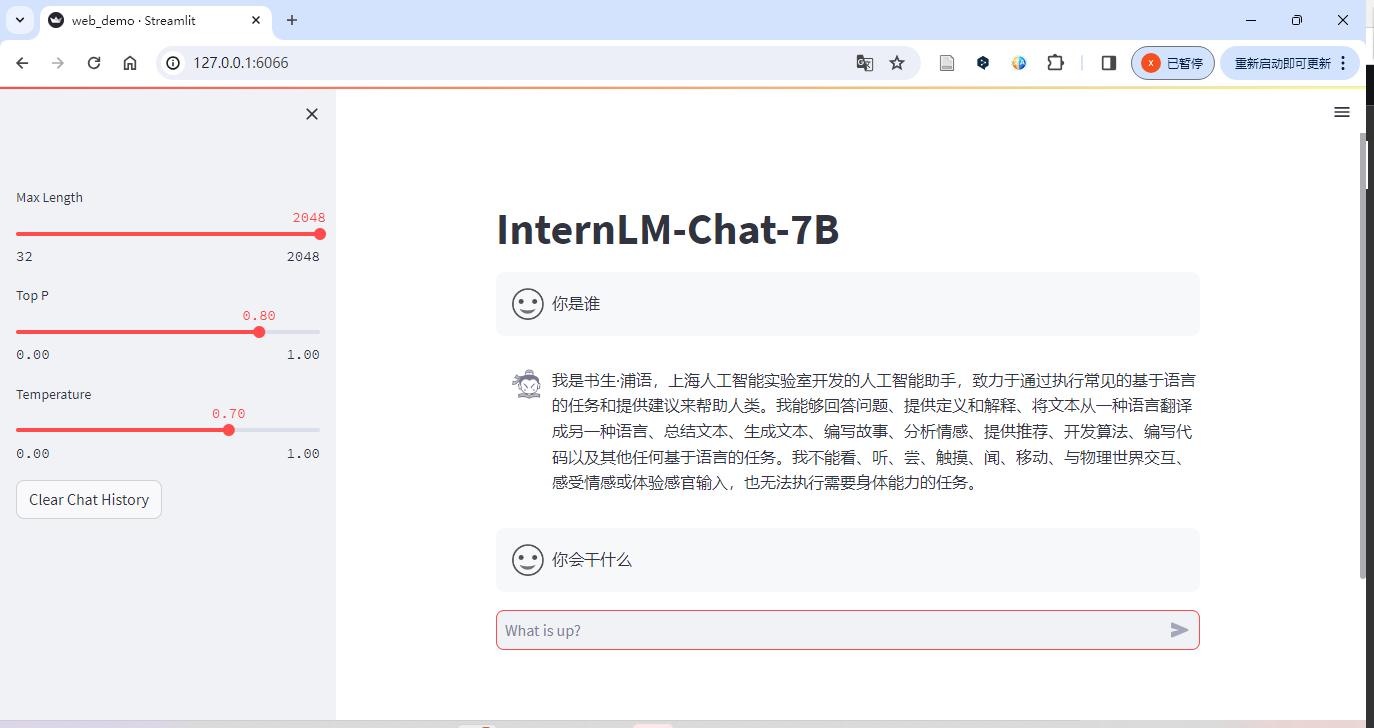 web_demo · Streamlit
127.0.0.1:6066
x
已暂停
重新启动即可更新
Max Length
2048
32
2048
Top P
0.80
0.00
1.00
Temperature
0.70
0.00
1.00
Clear Chat History
InternLM-Chat-7B
你是谁
我是书生·浦语，上海人工智能实验室开发的人工智能助手，致力于通过执行常见的基于语言
的任务和提供建议来帮助人类。我能够回答问题、提供定义和解释、将文本从一种语言翻译
成另一种语言、总结文本、生成文本、编写故事、分析情感、提供推荐、开发算法、编写代
码以及其他任何基于语言的任务。我不能看、听、尝、触摸、闻、移动、与物理世界交互、
感受情感或体验感官输入，也无法执行需要身体能力的任务。
你会干什么
What is up?